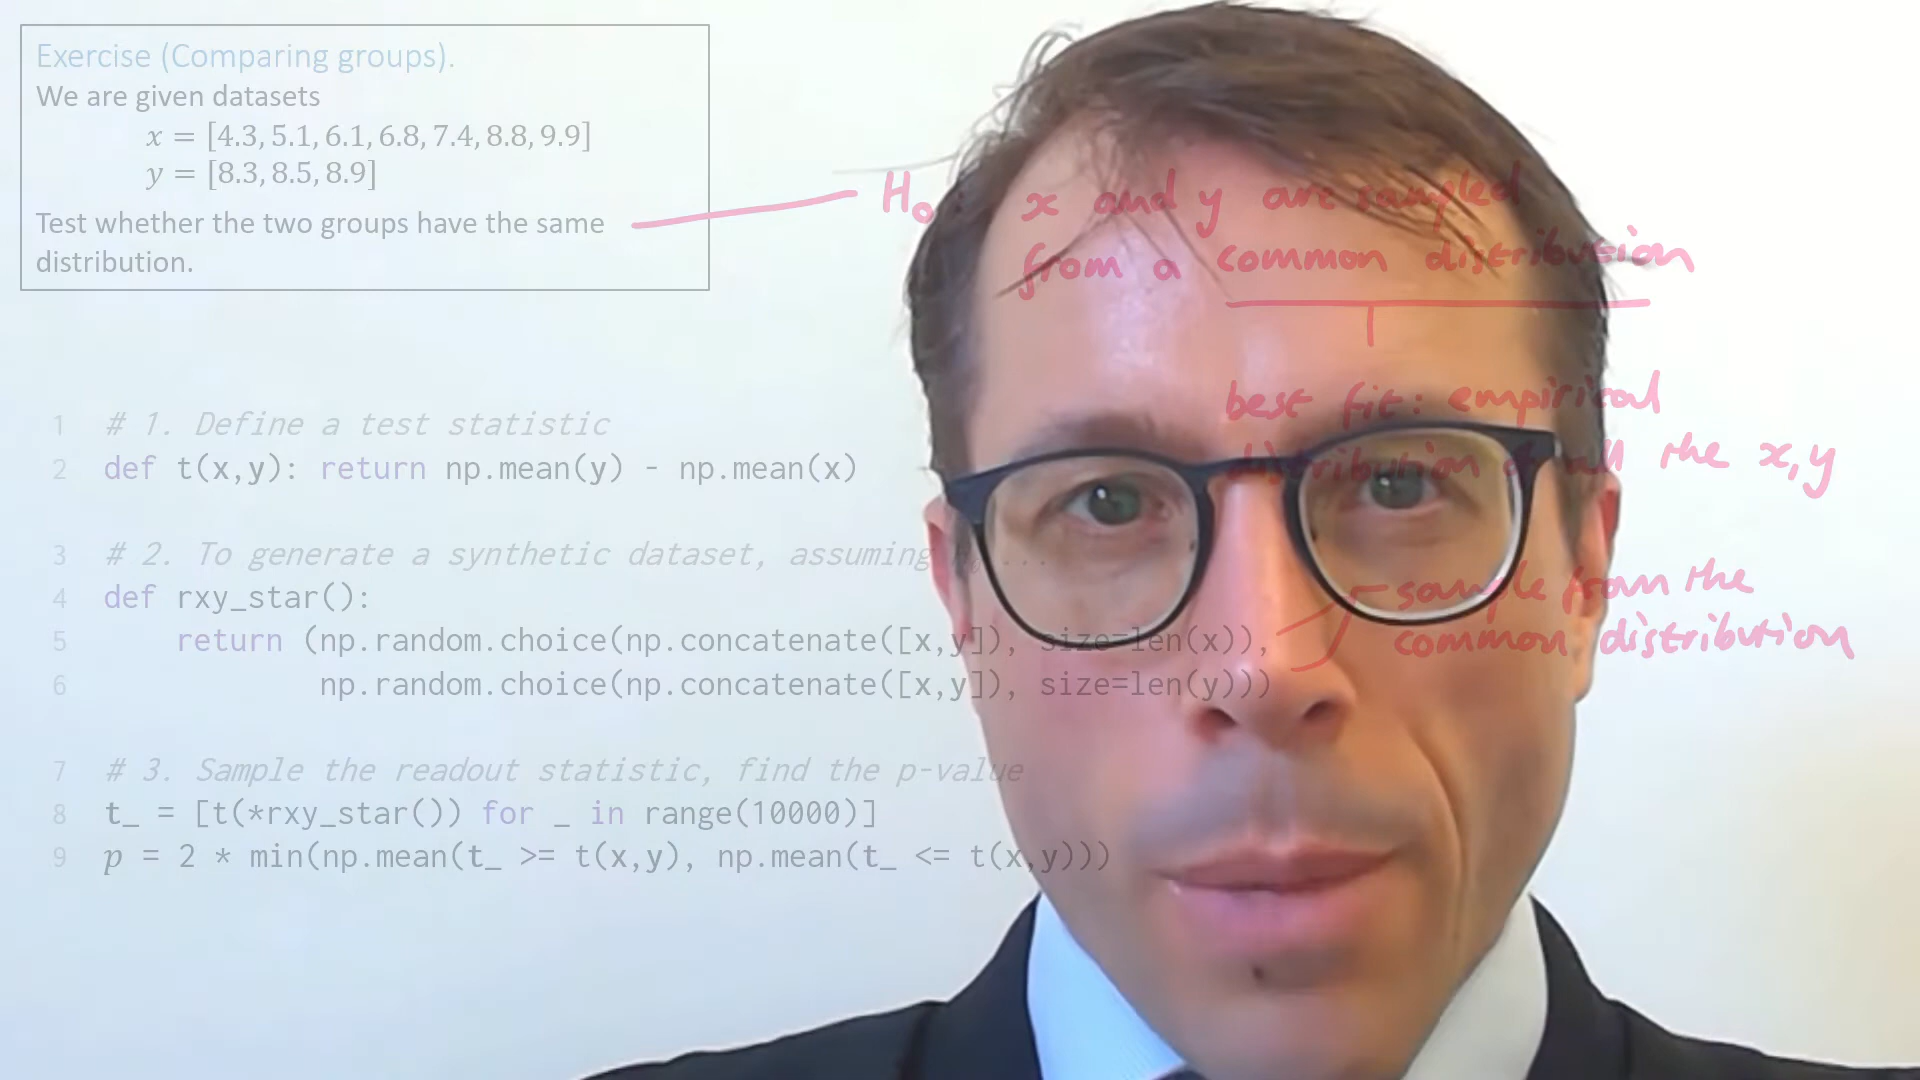 Exercise (Comparing groups).
We are given datasets
x = [4.3, 5.1, 6.1, 6.8, 7.4, 8.8, 9.9]
y = [8.3, 8.5, 8.9]
Test whether the two groups have the same
distribution.
H₀: x and y are sampled
from a common distribution
best fit: empirical
distribution of all the x,y
1 # 1. Define a test statistic
2 def t(x,y): return np.mean(y) - np.mean(x)
3 # 2. To generate a synthetic dataset, assuming H₀ ...
4 def rxy_star():
5 return (np.random.choice(np.concatenate([x,y]), size=len(x)),
6 np.random.choice(np.concatenate([x,y]), size=len(y)))
sample from the
common distribution
7 # 3. Sample the readout statistic, find the p-value
8 t_ = [t(*rxy_star()) for _ in range(10000)]
9 p = 2 * min(np.mean(t_ >= t(x,y), np.mean(t_ <= t(x,y)))